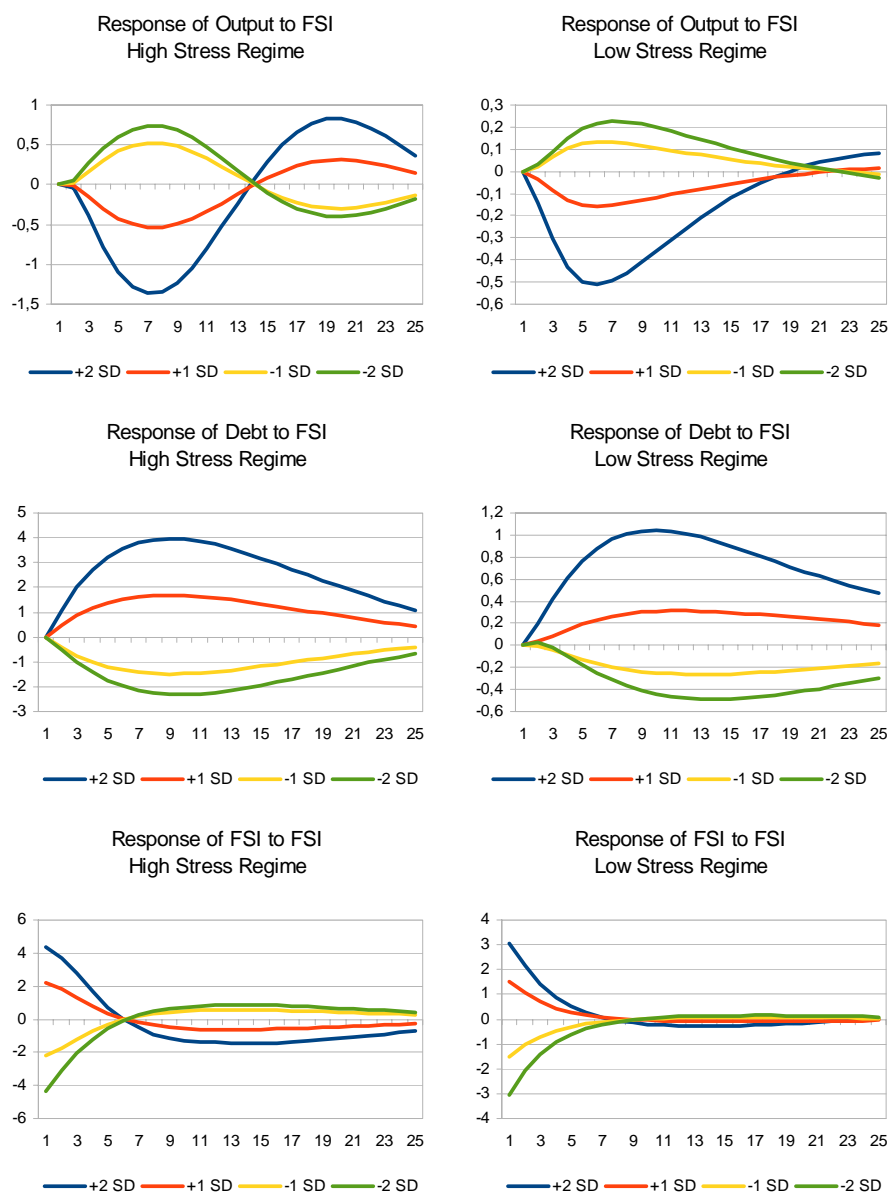 Response of Output to FSI
High Stress Regime
1
0,5
0
-0,5
-1
-1,5
1 3 5 7 9 11 13 15 17 19 21 23 25
+2 SD +1 SD -1 SD -2 SD
Response of Output to FSI
Low Stress Regime
0,3
0,2
0,1
0
-0,1
-0,2
-0,3
-0,4
-0,5
-0,6
1 3 5 7 9 11 13 15 17 19 21 23 25
+2 SD +1 SD -1 SD -2 SD
Response of Debt to FSI
High Stress Regime
5
4
3
2
1
0
-1
-2
-3
1 3 5 7 9 11 13 15 17 19 21 23 25
+2 SD +1 SD -1 SD -2 SD
Response of Debt to FSI
Low Stress Regime
1,2
1
0,8
0,6
0,4
0,2
0
-0,2
-0,4
-0,6
1 3 5 7 9 11 13 15 17 19 21 23 25
+2 SD +1 SD -1 SD -2 SD
Response of FSI to FSI
High Stress Regime
6
4
2
0
-2
-4
-6
1 3 5 7 9 11 13 15 17 19 21 23 25
+2 SD +1 SD -1 SD -2 SD
Response of FSI to FSI
Low Stress Regime
4
3
2
1
0
-1
-2
-3
-4
1 3 5 7 9 11 13 15 17 19 21 23 25
+2 SD +1 SD -1 SD -2 SD